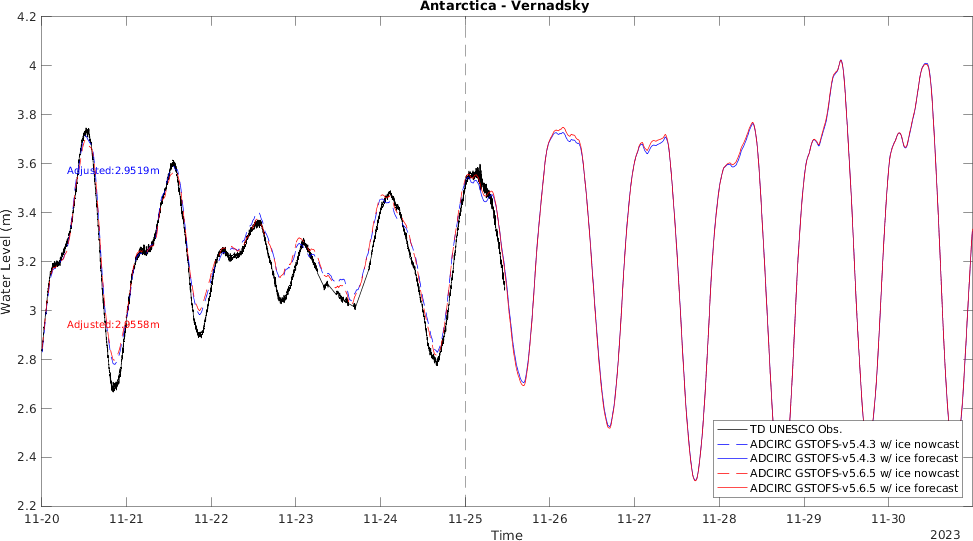 Antarctica - Vernadsky
4.2
4
3.8
3.6
3.4
3.2
3
2.8
2.6
2.4
2.2
Water Level (m)
Adjusted:2.9519m
Adjusted:2.9558m
TD UNESCO Obs.
ADCIRC GSTOFS-v5.4.3 w/ ice nowcast
ADCIRC GSTOFS-v5.4.3 w/ ice forecast
ADCIRC GSTOFS-v5.6.5 w/ ice nowcast
ADCIRC GSTOFS-v5.6.5 w/ ice forecast
11-20 11-21 11-22 11-23 11-24 11-25 11-26 11-27 11-28 11-29 11-30
Time
2023